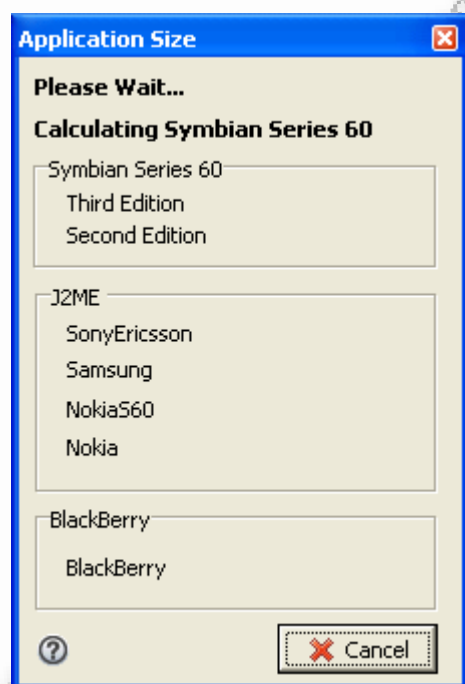 Application Size
Please Wait...
Calculating Symbian Series 60
Symbian Series 60
Third Edition
Second Edition
J2ME
SonyEricsson
Samsung
NokiaS60
Nokia
BlackBerry
BlackBerry
Cancel